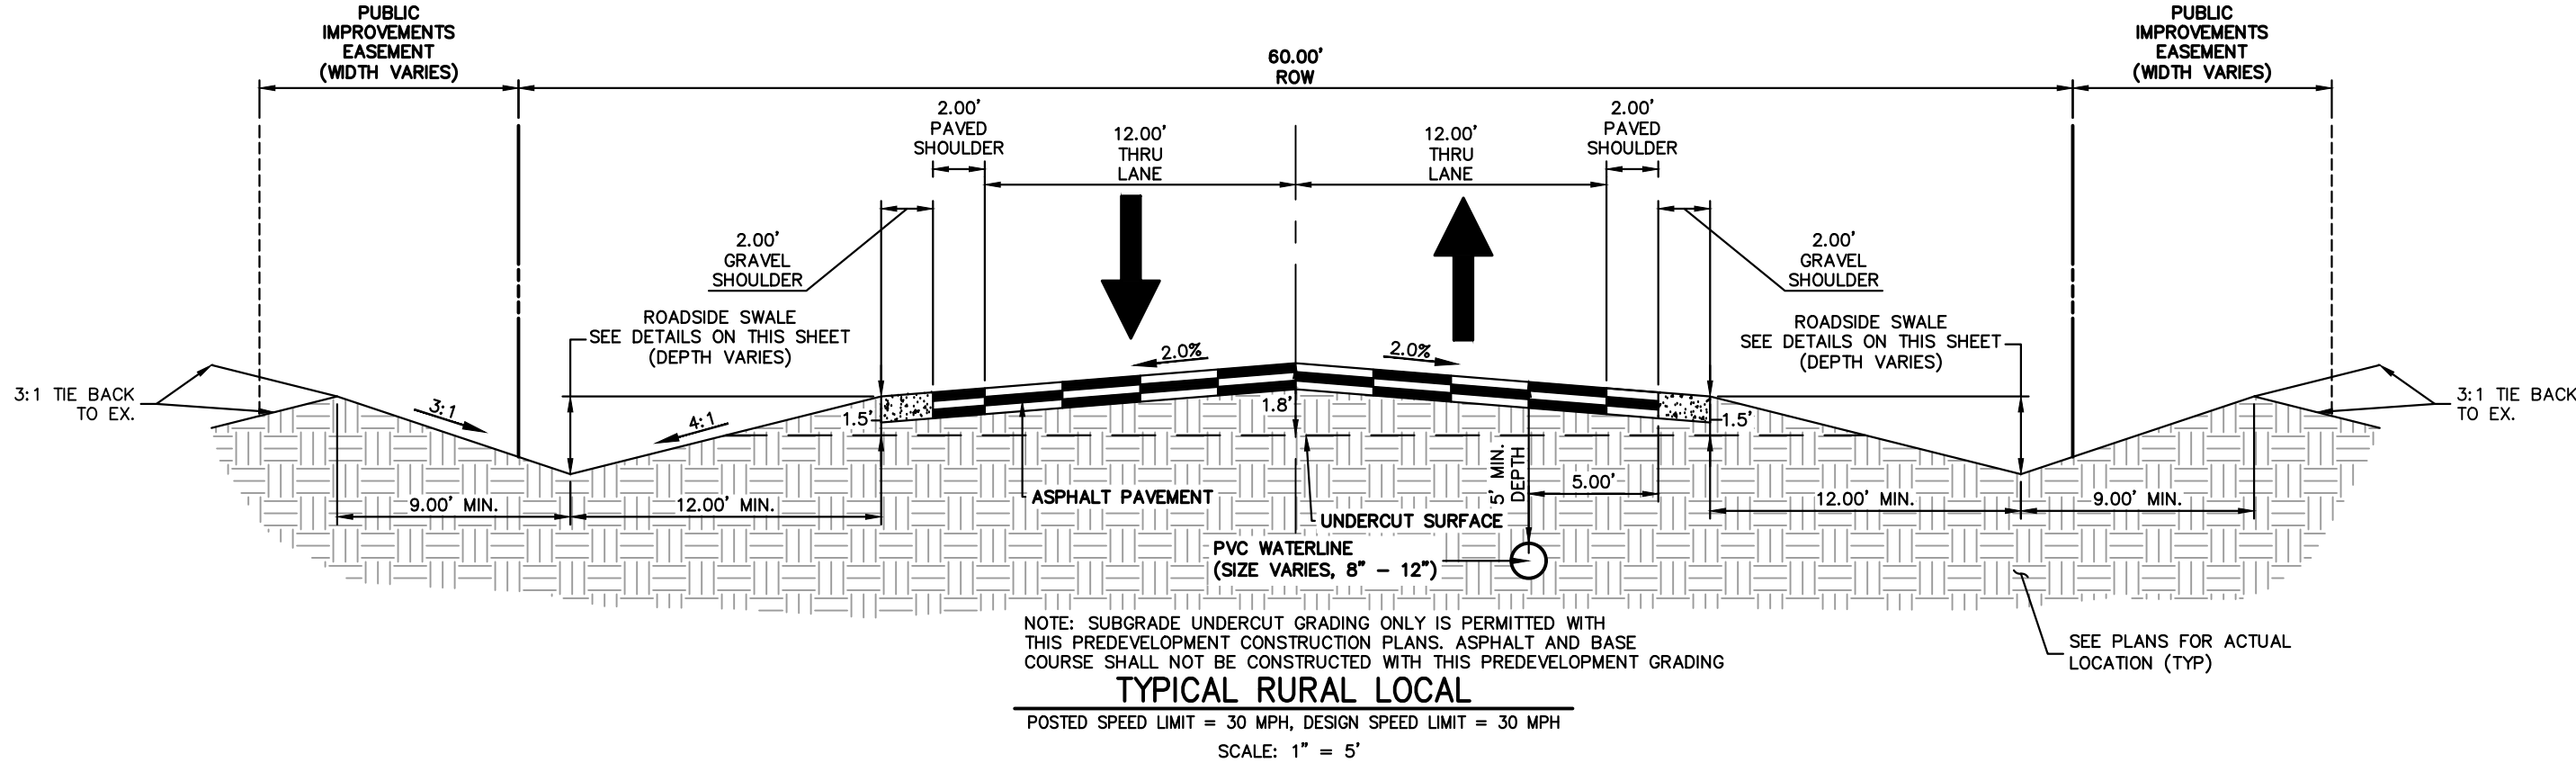 PUBLIC
IMPROVEMENTS
EASEMENT
(WIDTH VARIES)
60.00'
ROW
PUBLIC
IMPROVEMENTS
EASEMENT
(WIDTH VARIES)
2.00'
PAVED
SHOULDER
12.00'
THRU
LANE
12.00'
THRU
LANE
2.00'
PAVED
SHOULDER
2.00'
GRAVEL
SHOULDER
2.00'
GRAVEL
SHOULDER
ROADSIDE SWALE
SEE DETAILS ON THIS SHEET
(DEPTH VARIES)
2.0%
2.0%
ROADSIDE SWALE
SEE DETAILS ON THIS SHEET
(DEPTH VARIES)
3:1 TIE BACK
TO EX.
3:1
4:1
1.5'
1.8'
1.5'
3:1 TIE BACK
TO EX.
5' MIN.
DEPTH
5.00'
9.00' MIN.
12.00' MIN.
ASPHALT PAVEMENT
UNDERCUT SURFACE
12.00' MIN.
9.00' MIN.
PVC WATERLINE
(SIZE VARIES, 8" - 12")
NOTE: SUBGRADE UNDERCUT GRADING ONLY IS PERMITTED WITH
THIS PREDEVELOPMENT CONSTRUCTION PLANS. ASPHALT AND BASE
COURSE SHALL NOT BE CONSTRUCTED WITH THIS PREDEVELOPMENT GRADING
SEE PLANS FOR ACTUAL
LOCATION (TYP)
TYPICAL RURAL LOCAL
POSTED SPEED LIMIT = 30 MPH, DESIGN SPEED LIMIT = 30 MPH
SCALE: 1" = 5'